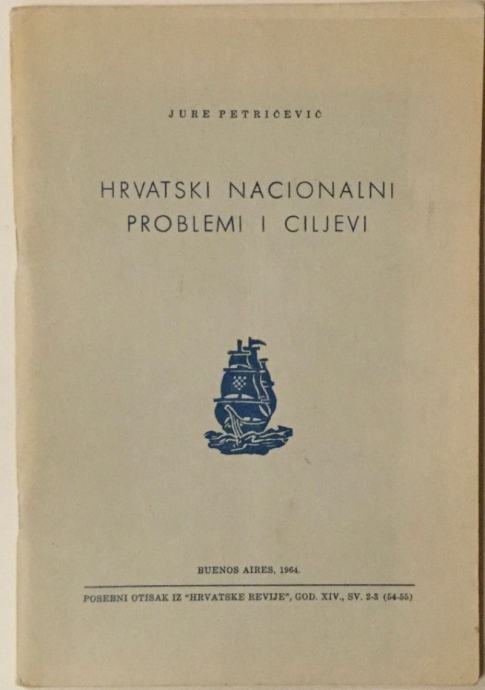 JURE PETRIČEVIĆ
HRVATSKI NACIONALNI
PROBLEMI I CILJEVI
BUENOS AIRES, 1964.
POSEBNI OTISAK IZ "HRVATSKE REVIJE", GOD. XIV., SV. 2-3 (54-55)